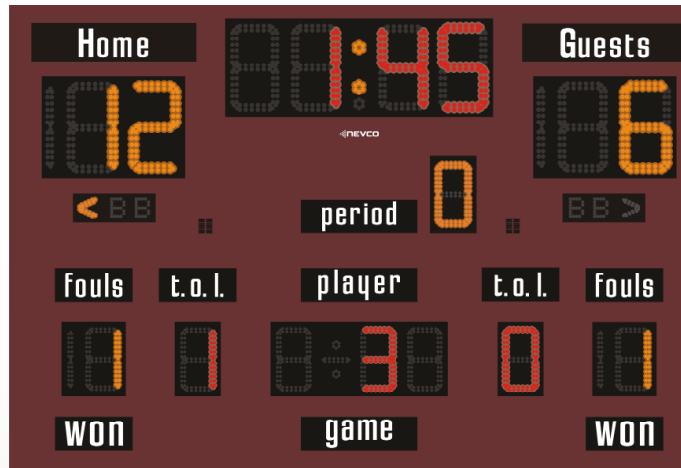 Home 1:45 Guests
12 6
NEVCO
< period 0
fouls t.o.l. player t.o.l. fouls
1 1 3 0 1
won game won